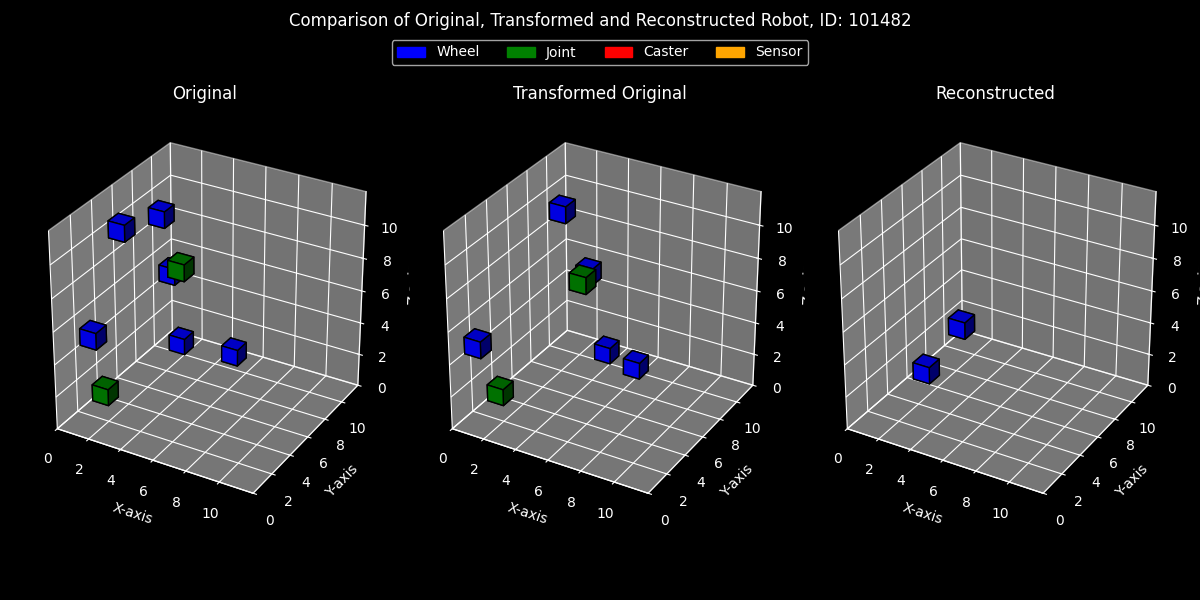 Comparison of Original, Transformed and Reconstructed Robot, ID: 101482
Wheel Joint Caster Sensor
Original Transformed Original Reconstructed
10 10 10
8 8 8
6 6 6
4 4 4
2 2 2
0 0 0
10 10 10
8 8 8
0 2 4 6 8 10 0 2 4 6 0 2 4 6 8 10 0 2 4 6 0 2 4 6 8 10 0 2 4 6
X-axis Y-axis X-axis Y-axis X-axis Y-axis